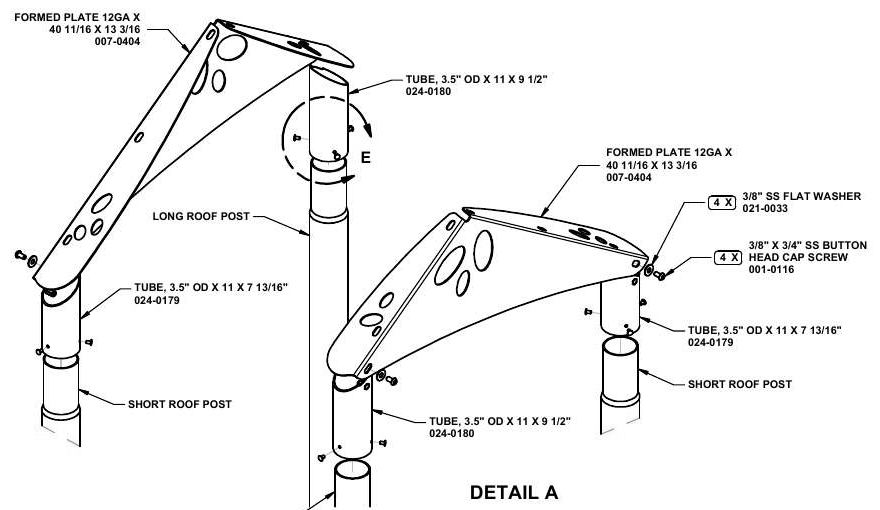 FORMED PLATE 12GA X
40 11/16 X 13 3/16
007-0404
TUBE, 3.5" OD X 11 X 9 1/2"
024-0180
E
FORMED PLATE 12GA X
40 11/16 X 13 3/16
007-0404
4 X
3/8" SS FLAT WASHER
021-0033
LONG ROOF POST
4 X
3/8" X 3/4" SS BUTTON
HEAD CAP SCREW
001-0116
TUBE, 3.5" OD X 11 X 7 13/16"
024-0179
TUBE, 3.5" OD X 11 X 7 13/16"
024-0179
SHORT ROOF POST
SHORT ROOF POST
TUBE, 3.5" OD X 11 X 9 1/2"
024-0180
DETAIL A